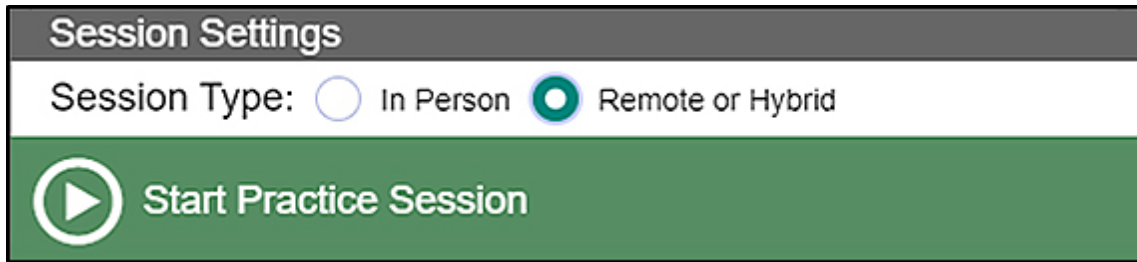 Session Settings
Session Type: In Person Remote or Hybrid
Start Practice Session